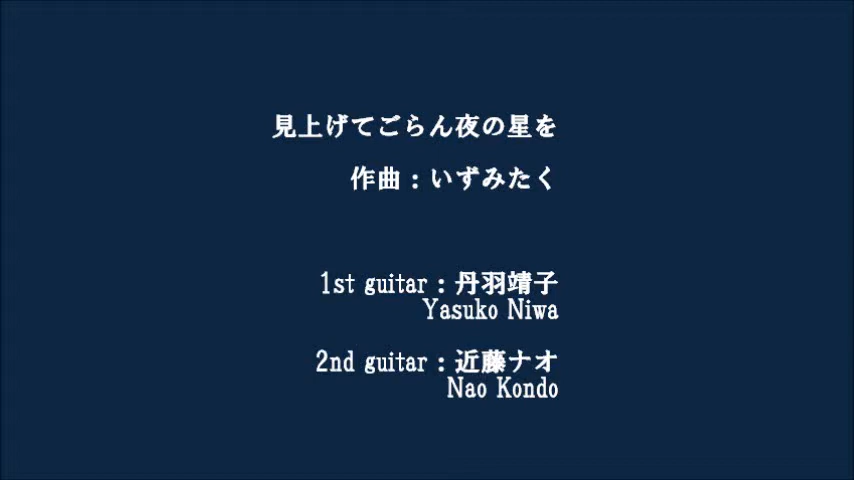 見上げてごらん夜の星を
作曲：いずみたく
1st guitar：丹羽靖子
Yasuko Niwa
2nd guitar：近藤ナオ
Nao Kondo